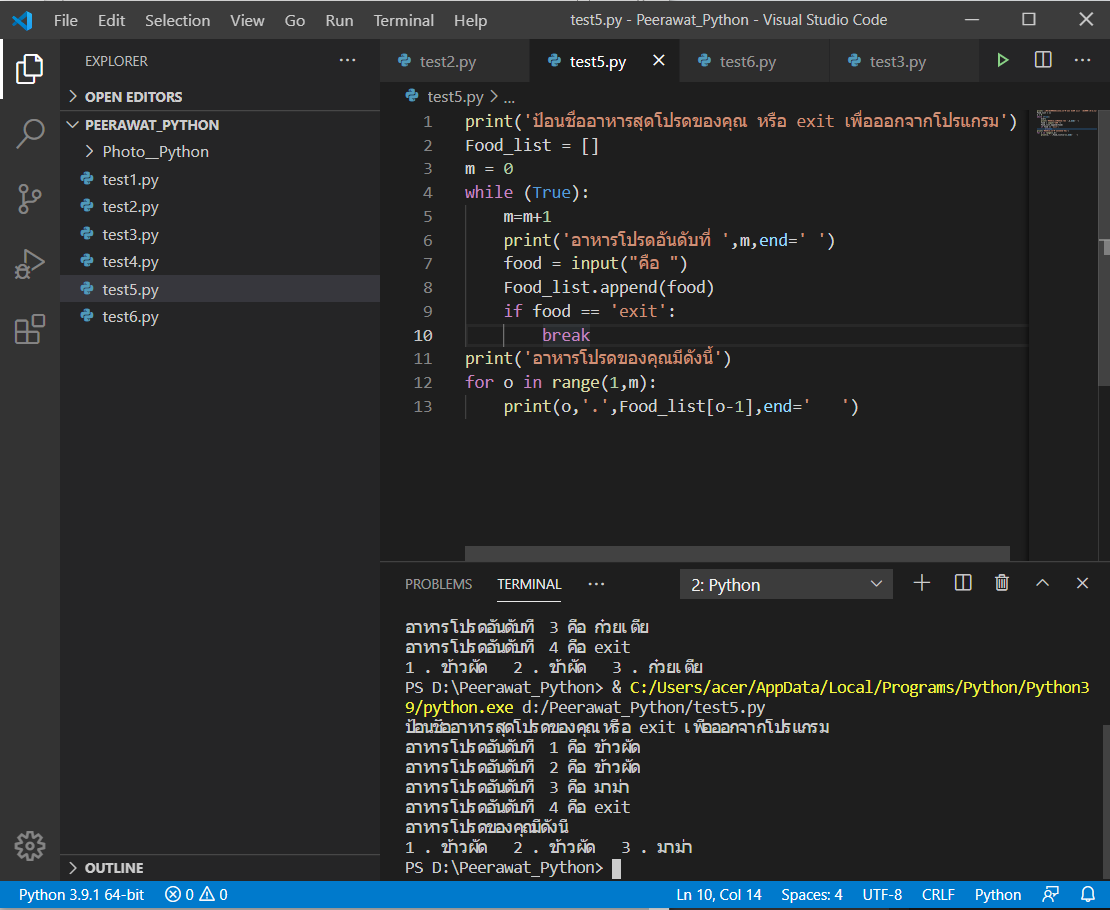 File Edit Selection View Go Run Terminal Help test5.py - Peerawat_Python - Visual Studio Code
EXPLORER
OPEN EDITORS
PEERAWAT_PYTHON
Photo__Python
test1.py
test2.py
test3.py
test4.py
test5.py
test6.py
OUTLINE
test2.py test5.py test6.py test3.py
test5.py > ...
1 print('ป้อนชื่ออาหารสุดโปรดของคุณ หรือ exit เพื่อออกจากโปรแกรม')
2 Food_list = []
3 m = 0
4 while (True):
5 m=m+1
6 print('อาหารโปรดอันดับที่ ',m,end=' ')
7 food = input("คือ ")
8 Food_list.append(food)
9 if food == 'exit':
10 break
11 print('อาหารโปรดของคุณมีดังนี้')
12 for o in range(1,m):
13 print(o,'.',Food_list[o-1],end='   ')
PROBLEMS TERMINAL ... 2: Python
อาหารโปรดอันดับที่ 3 คือ ก๋วยเตี๋ย
อาหารโปรดอันดับที่ 4 คือ exit
1 . ข้าวผัด 2 . ข้าผัด 3 . ก๋วยเตี๋ย
PS D:\Peerawat_Python> & C:/Users/acer/AppData/Local/Programs/Python/Python3
9/python.exe d:/Peerawat_Python/test5.py
ป้อนชื่ออาหารสุดโปรดของคุณ หรือ exit เพื่อออกจากโปรแกรม
อาหารโปรดอันดับที่ 1 คือ ข้าวผัด
อาหารโปรดอันดับที่ 2 คือ ข้าวผัด
อาหารโปรดอันดับที่ 3 คือ มาม่า
อาหารโปรดอันดับที่ 4 คือ exit
อาหารโปรดของคุณมีดังนี้
1 . ข้าวผัด 2 . ข้าวผัด 3 . มาม่า
PS D:\Peerawat_Python>
Python 3.9.1 64-bit 0 0 Ln 10, Col 14 Spaces: 4 UTF-8 CRLF Python